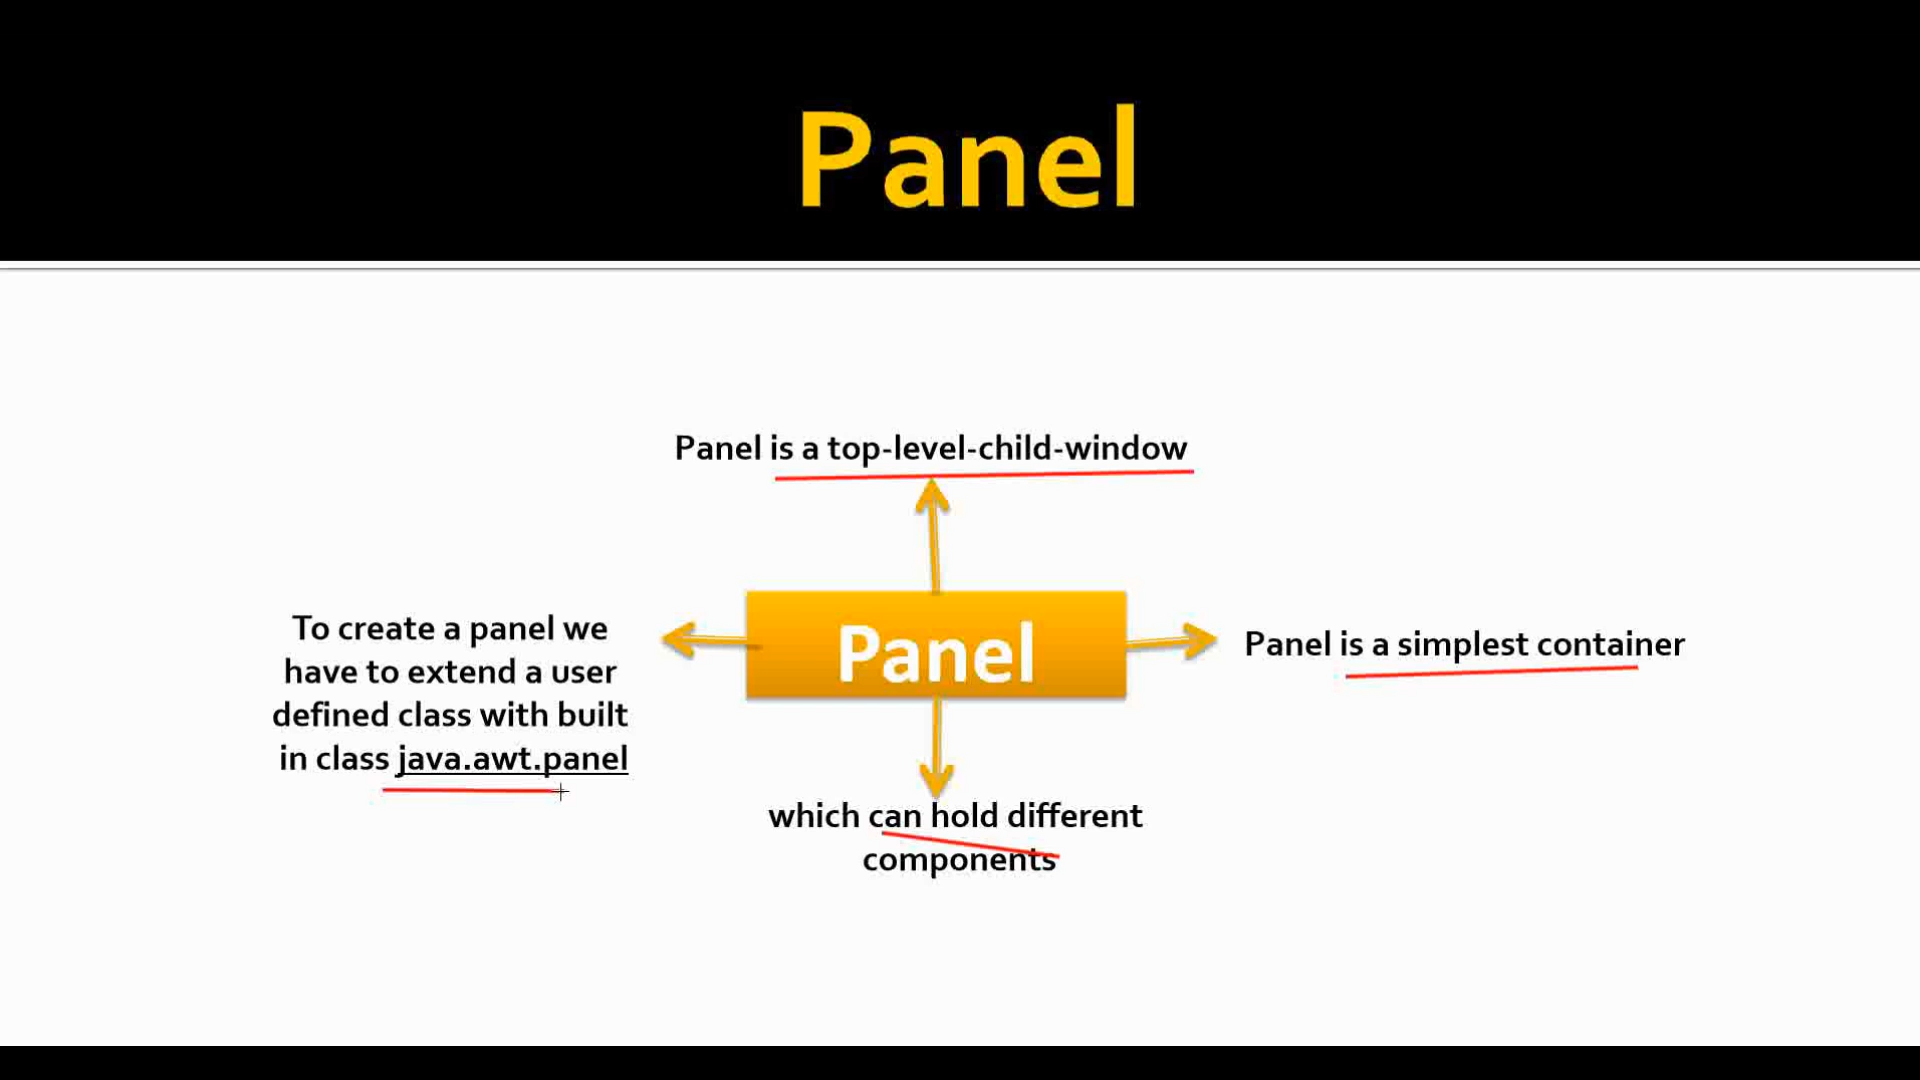 Panel
Panel is a top-level-child-window
To create a panel we
have to extend a user
defined class with built
in class java.awt.panel
Panel
Panel is a simplest container
which can hold different
components